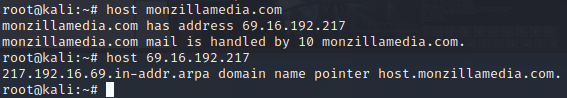 root@kali:~# host monzillamedia.com
monzillamedia.com has address 69.16.192.217
monzillamedia.com mail is handled by 10 monzillamedia.com.
root@kali:~# host 69.16.192.217
217.192.16.69.in-addr.arpa domain name pointer host.monzillamedia.com.
root@kali:~#